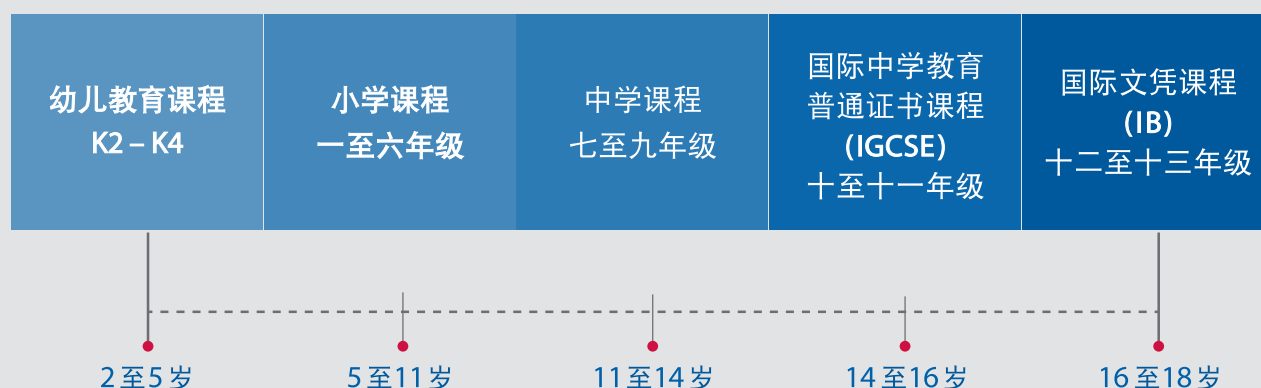 幼儿教育课程
K2 – K4
小学课程
一至六年级
中学课程
七至九年级
国际中学教育
普通证书课程
(IGCSE)
十至十一年级
国际文凭课程
(IB)
十二至十三年级
2至5岁
5至11岁
11至14岁
14至16岁
16至18岁